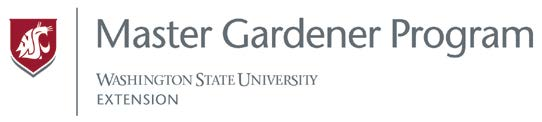 Master Gardener Program
WASHINGTON STATE UNIVERSITY
EXTENSION